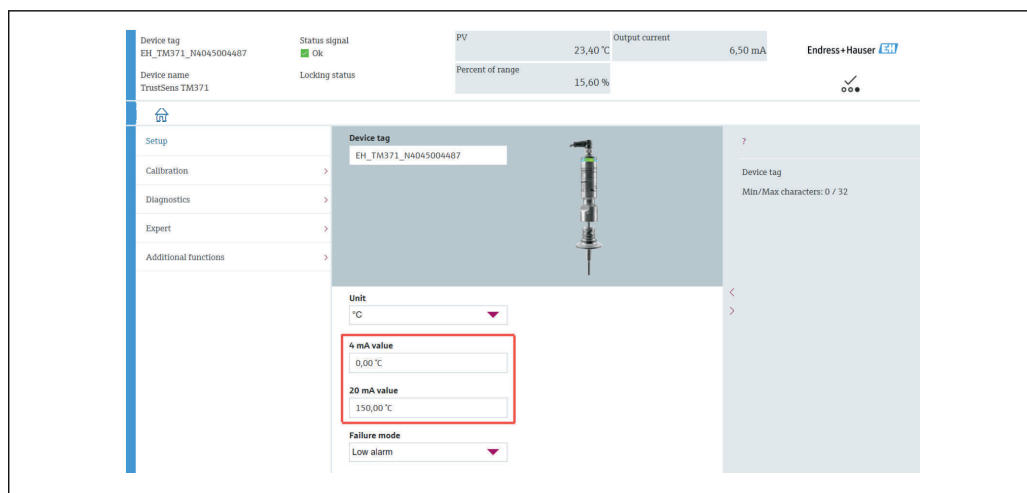 Device tag
EH_TM371_N4045004487
Status signal
Ok
PV
23,40 °C
Output current
6,50 mA
Endress+Hauser EH
Device name
TrustSens TM371
Locking status
Percent of range
15,60 %
Setup
Calibration
Diagnostics
Expert
Additional functions
Device tag
EH_TM371_N4045004487
Unit
°C
4 mA value
0,00 °C
20 mA value
150,00 °C
Failure mode
Low alarm
?
Device tag
Min/Max characters: 0 / 32